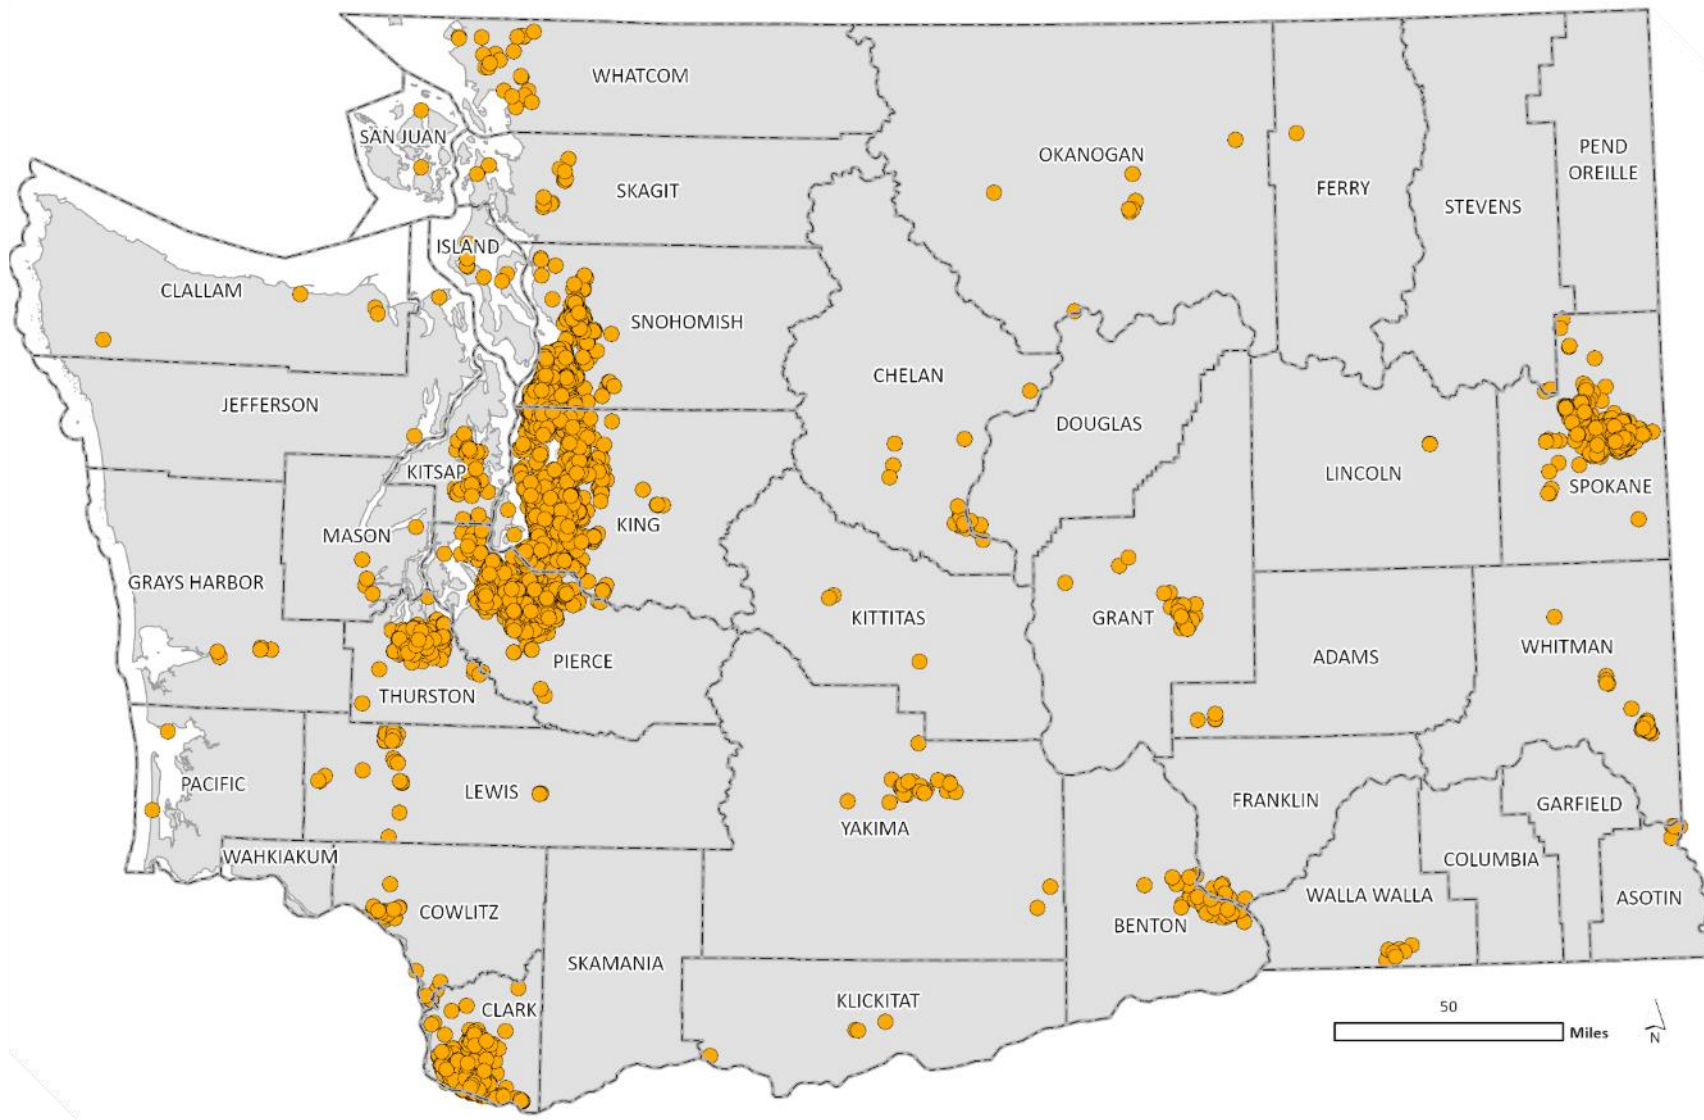 WHATCOM
SAN JUAN
OKANOGAN
PEND
OREILLE
SKAGIT
FERRY
STEVENS
ISLAND
CLALLAM
SNOHOMISH
CHELAN
JEFFERSON
DOUGLAS
KITSAP
LINCOLN
SPOKANE
KING
MASON
GRAYS HARBOR
KITTITAS
GRANT
WHITMAN
ADAMS
PIERCE
THURSTON
PACIFIC
LEWIS
FRANKLIN
GARFIELD
YAKIMA
WAHKIAKUM
COLUMBIA
WALLA WALLA
ASOTIN
COWLITZ
BENTON
SKAMANIA
KLICKITAT
CLARK
50
Miles
N